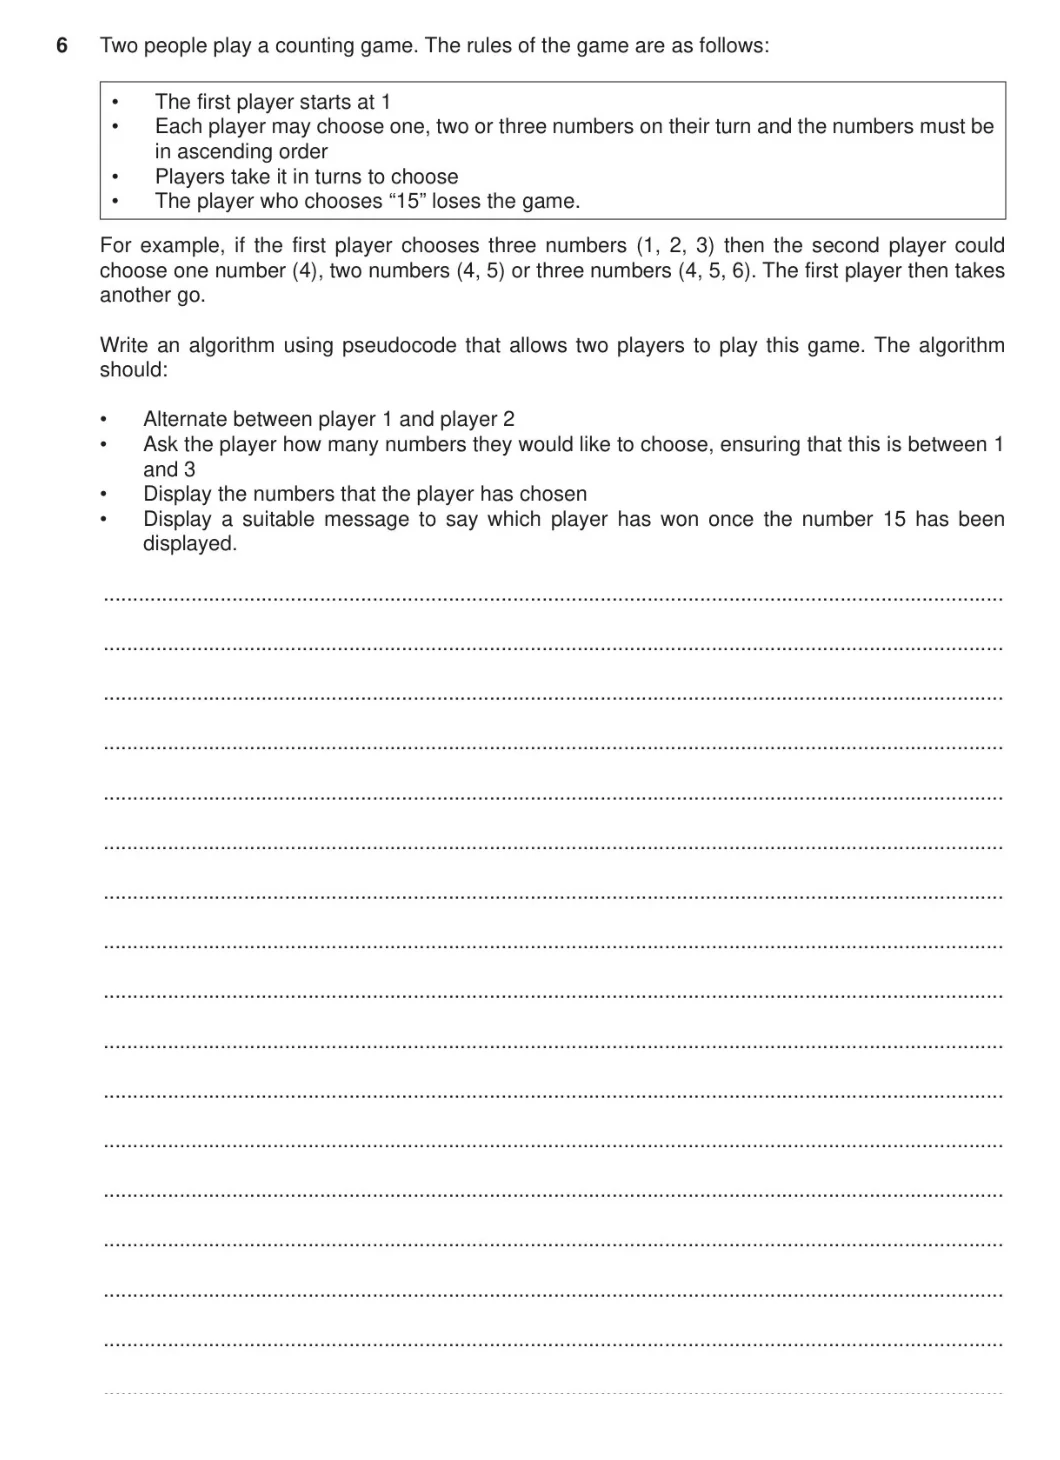 6 Two people play a counting game. The rules of the game are as follows:
• The first player starts at 1
• Each player may choose one, two or three numbers on their turn and the numbers must be
in ascending order
• Players take it in turns to choose
• The player who chooses “15” loses the game.
For example, if the first player chooses three numbers (1, 2, 3) then the second player could
choose one number (4), two numbers (4, 5) or three numbers (4, 5, 6). The first player then takes
another go.
Write an algorithm using pseudocode that allows two players to play this game. The algorithm
should:
• Alternate between player 1 and player 2
• Ask the player how many numbers they would like to choose, ensuring that this is between 1
and 3
• Display the numbers that the player has chosen
• Display a suitable message to say which player has won once the number 15 has been
displayed.